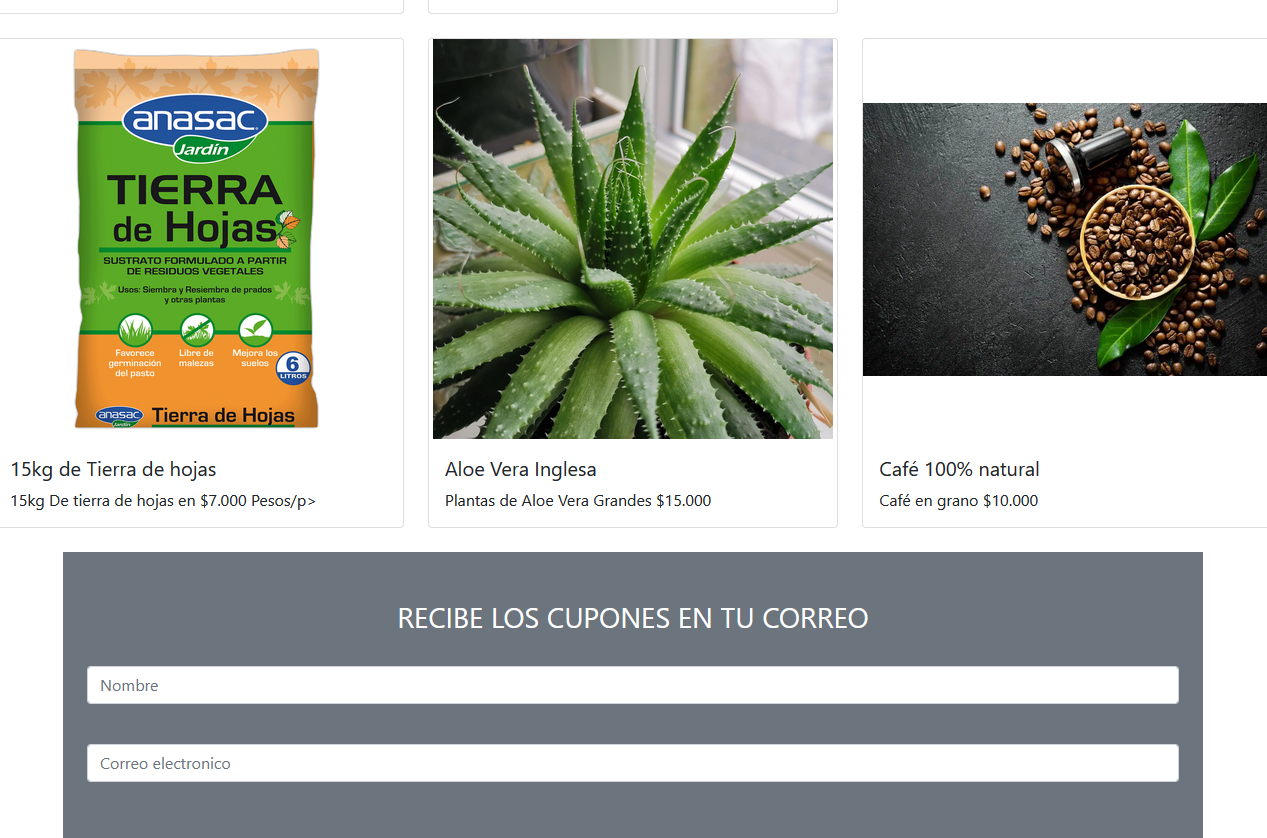 anasac
Jardín
TIERRA
de Hojas
SUSTRATO FORMULADO A PARTIR
DE RESIDUOS VEGETALES
Usos: Siembra y Resiembra de prados
y otras plantas
Favorece
germinación
del pasto
Libre de
malezas
Mejora los
suelos
6
LITROS
anasac
Jardín
Tierra de Hojas
15kg de Tierra de hojas
15kg De tierra de hojas en $7.000 Pesos/p>
Aloe Vera Inglesa
Plantas de Aloe Vera Grandes $15.000
Café 100% natural
Café en grano $10.000
RECIBE LOS CUPONES EN TU CORREO
Nombre
Correo electronico